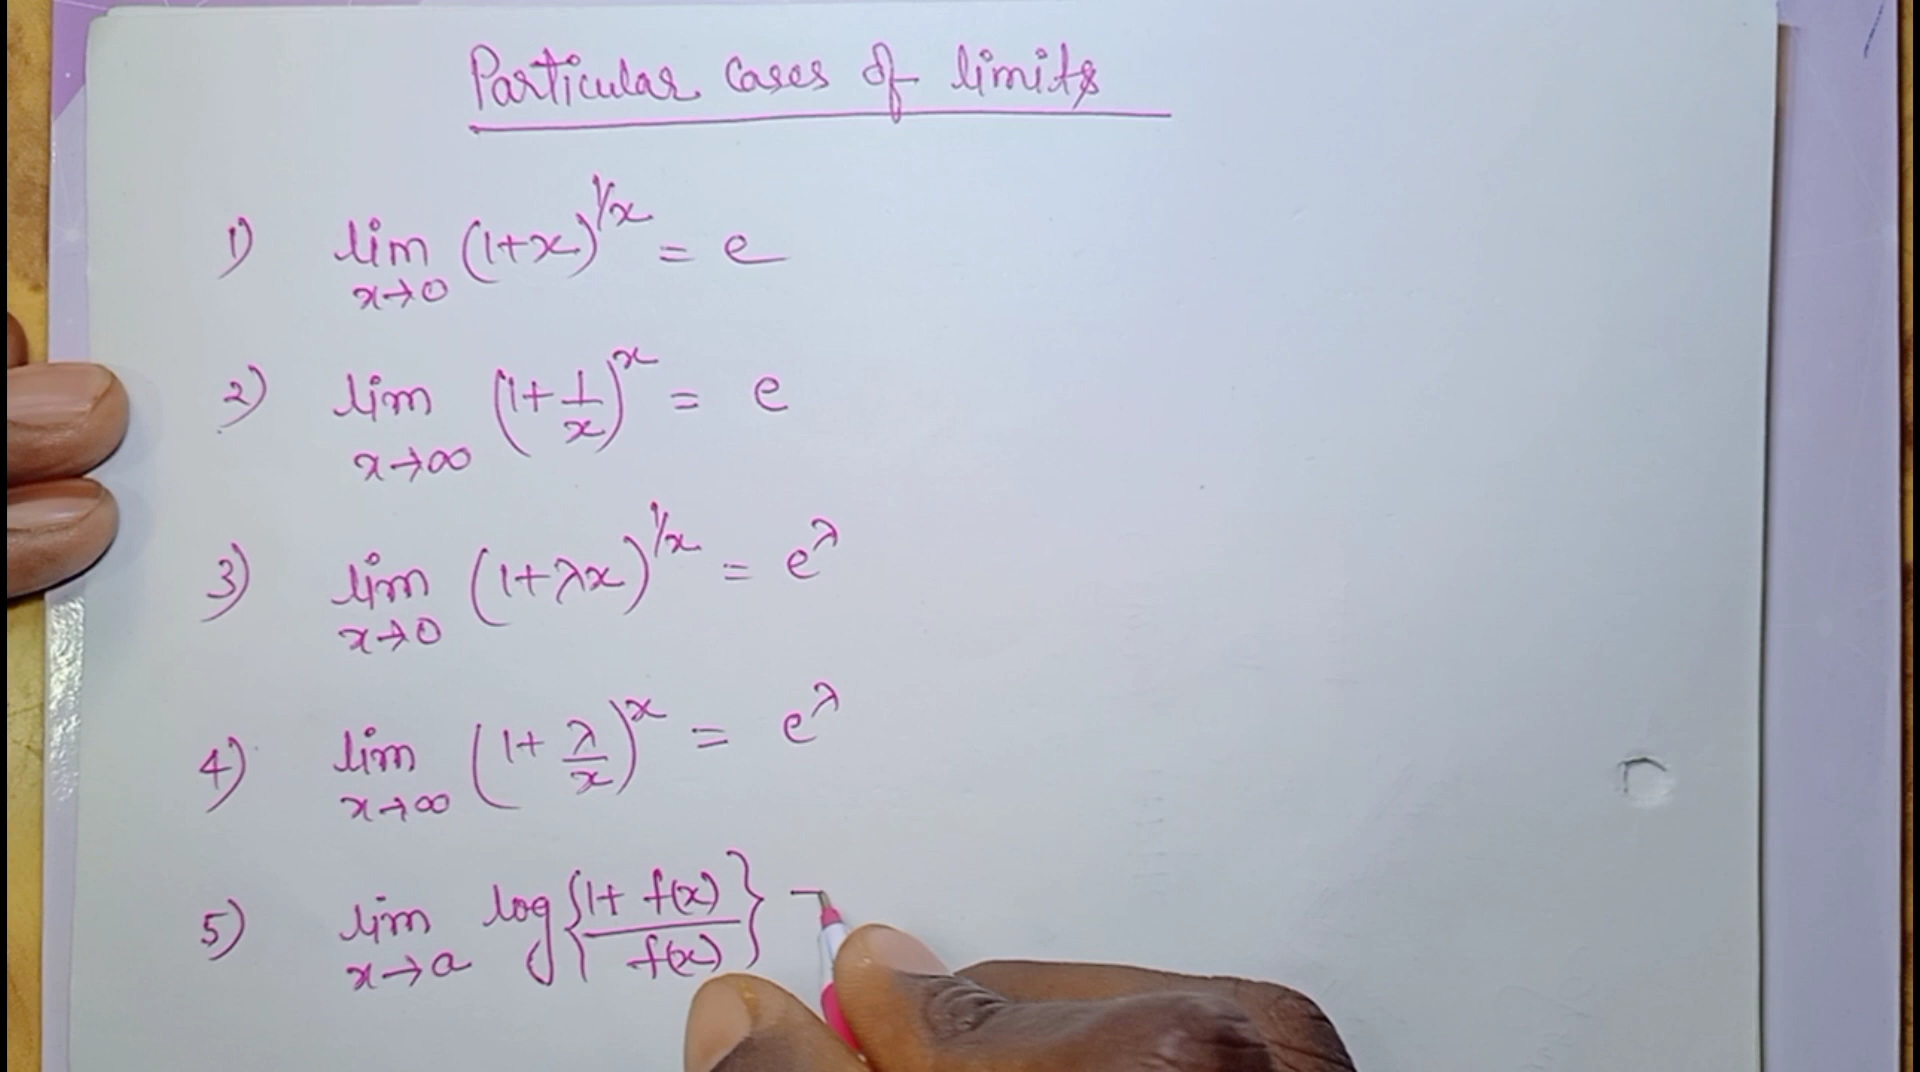 Particular Cases of limits
1) lim x→0 (1+x)^1/x = e
2) lim x→∞ (1+1/x)^x = e
3) lim x→0 (1+λx)^1/x = e^λ
4) lim x→∞ (1+λ/x)^x = e^λ
5) lim x→a log{1+f(x)/f(x)}